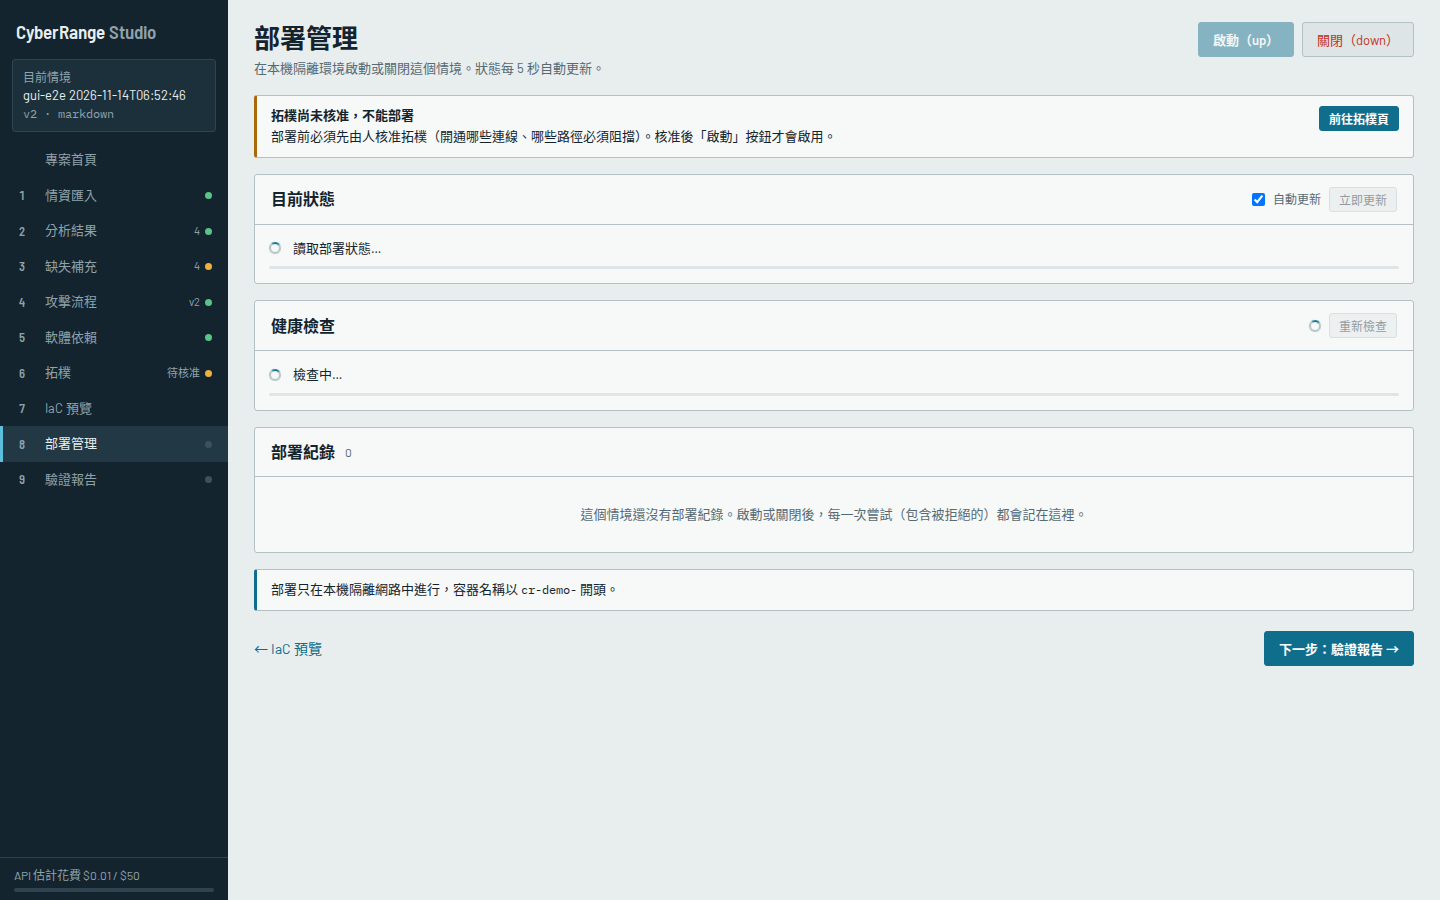 CyberRange Studio
目前情境
gui-e2e 2026-11-14T06:52:46
v2 · markdown
專案首頁
1 情資匯入
2 分析結果 4
3 缺失補充 4
4 攻擊流程 v2
5 軟體依賴
6 拓樸 待核准
7 IaC 預覽
8 部署管理
9 驗證報告
API 估計花費 $0.01 / $50
部署管理
啟動（up）
關閉（down）
在本機隔離環境啟動或關閉這個情境。狀態每 5 秒自動更新。
拓樸尚未核准，不能部署
部署前必須先由人核准拓樸（開通哪些連線、哪些路徑必須阻擋）。核准後「啟動」按鈕才會啟用。
前往拓樸頁
目前狀態
自動更新
立即更新
讀取部署狀態…
健康檢查
重新檢查
檢查中…
部署紀錄 0
這個情境還沒有部署紀錄。啟動或關閉後，每一次嘗試（包含被拒絕的）都會記在這裡。
部署只在本機隔離網路中進行，容器名稱以 cr-demo- 開頭。
← IaC 預覽
下一步：驗證報告 →